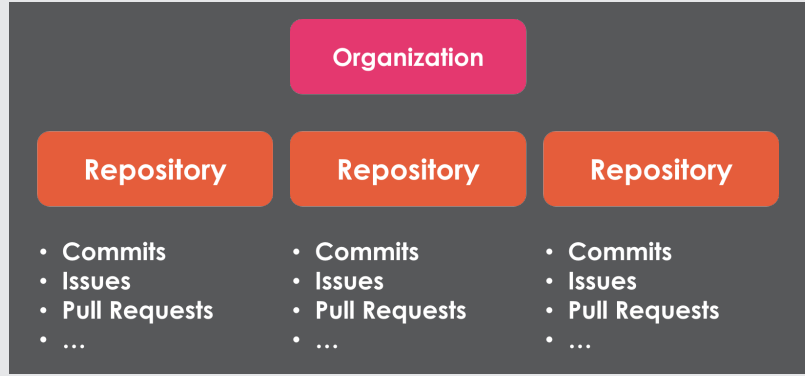 Organization
Repository
Repository
Repository
• Commits
• Issues
• Pull Requests
• ...
• Commits
• Issues
• Pull Requests
• ...
• Commits
• Issues
• Pull Requests
• ...